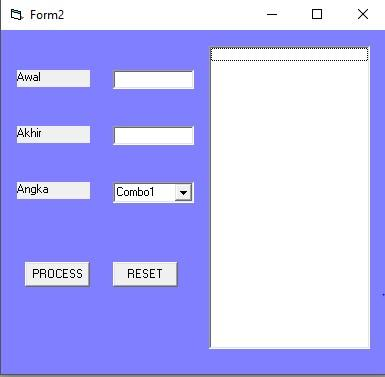 Form2
Awal
Akhir
Angka
Combo1
PROCESS
RESET